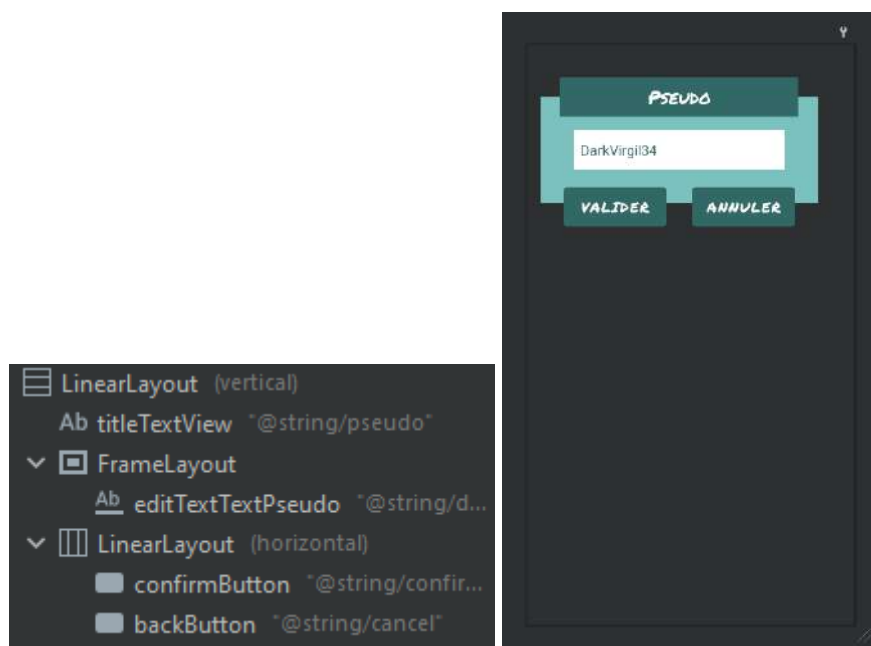 LinearLayout (vertical)
Ab titleTextView "@string/pseudo"
FrameLayout
Ab editTextTextPseudo "@string/d...
LinearLayout (horizontal)
confirmButton "@string/confir...
backButton "@string/cancel"
PSEUDO
DarkVirgil34
VALIDER ANNULER